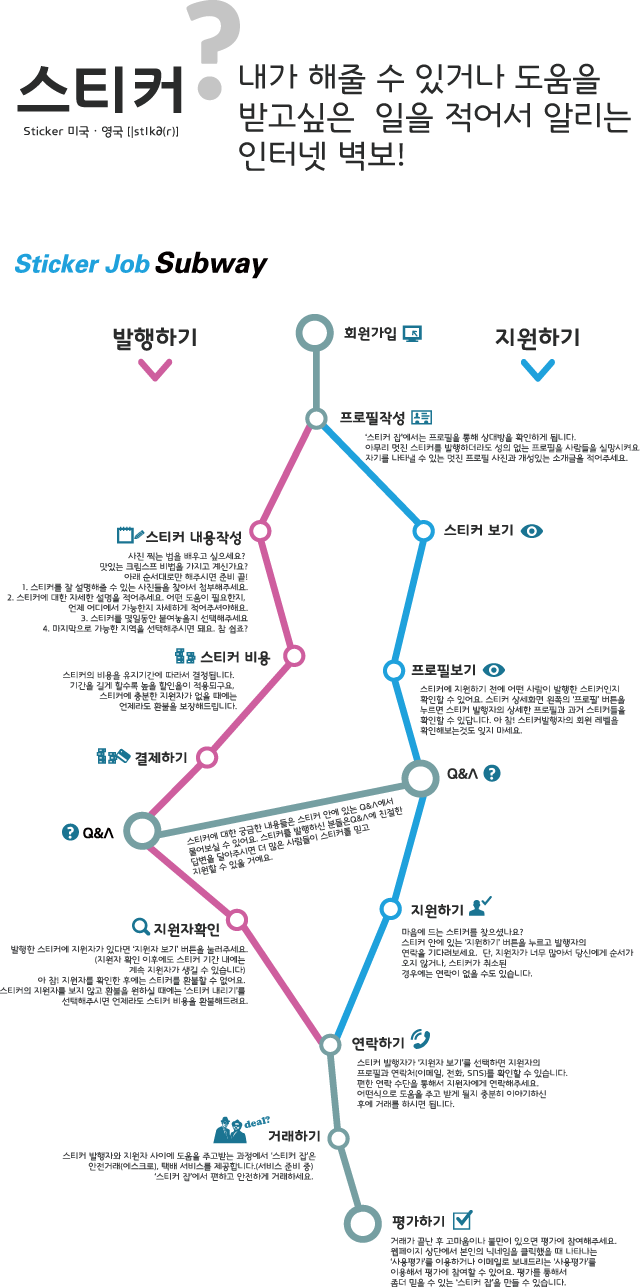 스티커?
Sticker 미국 · 영국 [|stIkə(r)]
내가 해줄 수 있거나 도움을
받고싶은 일을 적어서 알리는
인터넷 벽보!
Sticker Job Subway
발행하기
회원가입
지원하기
프로필작성
'스티커 잡'에서는 프로필을 통해 상대방을 확인하게 됩니다.
아무리 멋진 스티커를 발행하더라도 성의 없는 프로필을 사람들을 실망시켜요.
자기를 나타낼 수 있는 멋진 프로필 사진과 개성있는 소개글을 적어주세요.
스티커 내용작성
사진 찍는 법을 배우고 싶으세요?
맛있는 크림스프 비법을 가지고 계신가요?
아래 순서대로만 해주시면 준비 끝!
1. 스티커를 잘 설명해줄 수 있는 사진들을 찾아서 첨부해주세요.
2. 스티커에 대한 자세한 설명을 적어주세요. 어떤 도움이 필요한지,
언제 어디에서 가능한지 자세하게 적어주셔야해요.
3. 스티커를 몇일동안 붙여놓을지 선택해주세요
4. 마지막으로 가능한 지역을 선택해주시면 돼요. 참 쉽죠?
스티커 보기
스티커 비용
스티커의 비용을 유지기간에 따라서 결정됩니다.
기간을 길게 할수록 높을 할인율이 적용되구요,
스티커에 충분한 지원자가 없을 때에는
언제라도 환불을 보장해드립니다.
프로필보기
스티커에 지원하기 전에 어떤 사람이 발행한 스티커인지
확인할 수 있어요. 스티커 상세화면 왼쪽의 '프로필' 버튼을
누르면 스티커 발행자의 상세한 프로필과 과거 스티커들을
확인할 수 있답니다. 아 참! 스티커발행자의 회원 레벨을
확인해보는것도 잊지 마세요.
결제하기
Q&A ?
? Q&A
스티커에 대한 궁금한 내용들은 스티커 안에 있는 Q&A에서
물어보실 수 있어요. 스티커를 발행하신 분들은Q&A에 친절한
답변을 달아주시면 더 많은 사람들이 스티커를 믿고
지원할 수 있을 거에요.
지원자확인
발행한 스티커에 지원자가 있다면 '지원자 보기' 버튼을 눌러주세요.
(지원자 확인 이후에도 스티커 기간 내에는
계속 지원자가 생길 수 있습니다)
아 참! 지원자를 확인한 후에는 스티커를 환불할 수 없어요.
스티커의 지원자를 보지 않고 환불을 원하실 때에는 '스티커 내리기'를
선택해주시면 언제라도 스티커 비용을 환불해드려요.
지원하기
마음에 드는 스티커를 찾으셨나요?
스티커 안에 있는 '지원하기' 버튼을 누르고 발행자의
연락을 기다려보세요. 단, 지원자가 너무 많아서 당신에게 순서가
오지 않거나, 스티커가 취소된
경우에는 연락이 없을 수도 있습니다.
연락하기
스티커 발행자가 '지원자 보기'를 선택하면 지원자의
프로필과 연락처(이메일, 전화, SNS)를 확인할 수 있습니다.
편한 연락 수단을 통해서 지원자에게 연락해주세요.
어떤식으로 도움을 주고 받게 될지 충분히 이야기하신
후에 거래를 하시면 됩니다.
deal?
거래하기
스티커 발행자와 지원자 사이에 도움을 주고받는 과정에서 '스티커 잡'은
안전거래(에스크로), 택배 서비스를 제공합니다.(서비스 준비 중)
'스티커 잡'에서 편하고 안전하게 거래하세요.
평가하기
거래가 끝난 후 고마움이나 불만이 있으면 평가에 참여해주세요.
웹페이지 상단에서 본인의 닉네임을 클릭했을 때 나타나는
'사용평가'를 이용하거나 이메일로 보내드리는 '사용평가'를
이용해서 평가에 참여할 수 있어요. 평가를 통해서
좀더 믿을 수 있는 '스티커 잡'을 만들 수 있습니다.